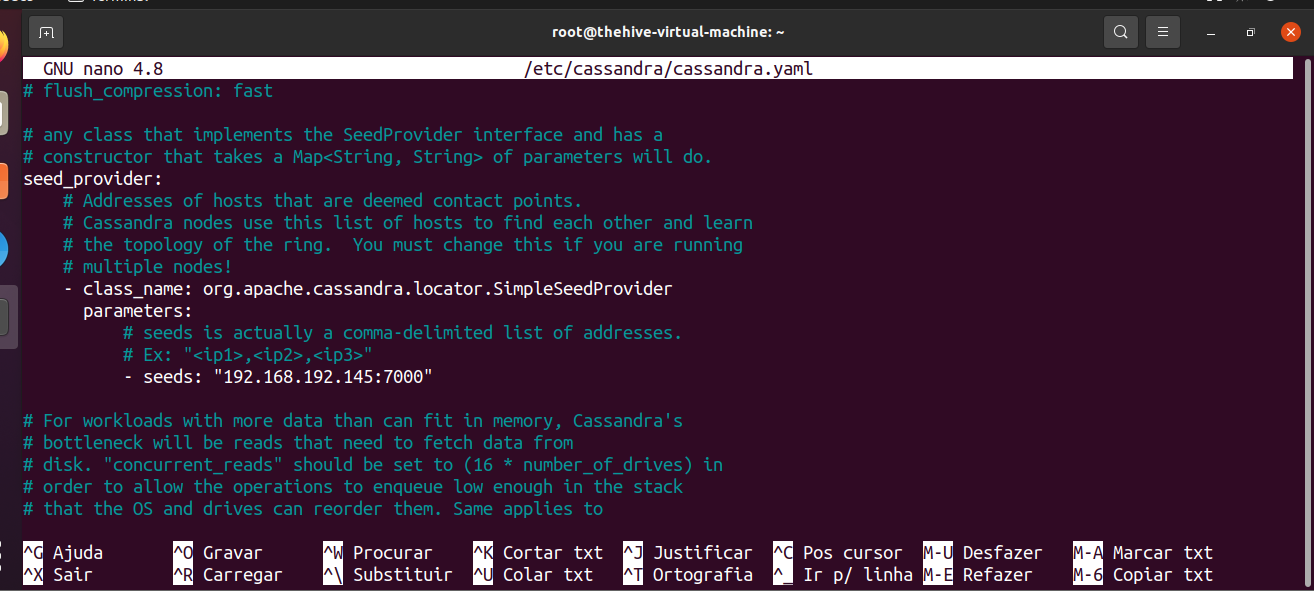 root@thehive-virtual-machine: ~
GNU nano 4.8 /etc/cassandra/cassandra.yaml
# flush_compression: fast
# any class that implements the SeedProvider interface and has a
# constructor that takes a Map<String, String> of parameters will do.
seed_provider:
# Addresses of hosts that are deemed contact points.
# Cassandra nodes use this list of hosts to find each other and learn
# the topology of the ring.  You must change this if you are running
# multiple nodes!
- class_name: org.apache.cassandra.locator.SimpleSeedProvider
parameters:
# seeds is actually a comma-delimited list of addresses.
# Ex: "<ip1>,<ip2>,<ip3>"
- seeds: "192.168.192.145:7000"
# For workloads with more data than can fit in memory, Cassandra's
# bottleneck will be reads that need to fetch data from
# disk. "concurrent_reads" should be set to (16 * number_of_drives) in
# order to allow the operations to enqueue low enough in the stack
# that the OS and drives can reorder them. Same applies to
^G Ajuda ^O Gravar ^W Procurar ^K Cortar txt ^J Justificar ^C Pos cursor M-U Desfazer M-A Marcar txt
^X Sair ^R Carregar ^\ Substituir ^U Colar txt ^T Ortografia ^_ Ir p/ linha M-E Refazer M-6 Copiar txt